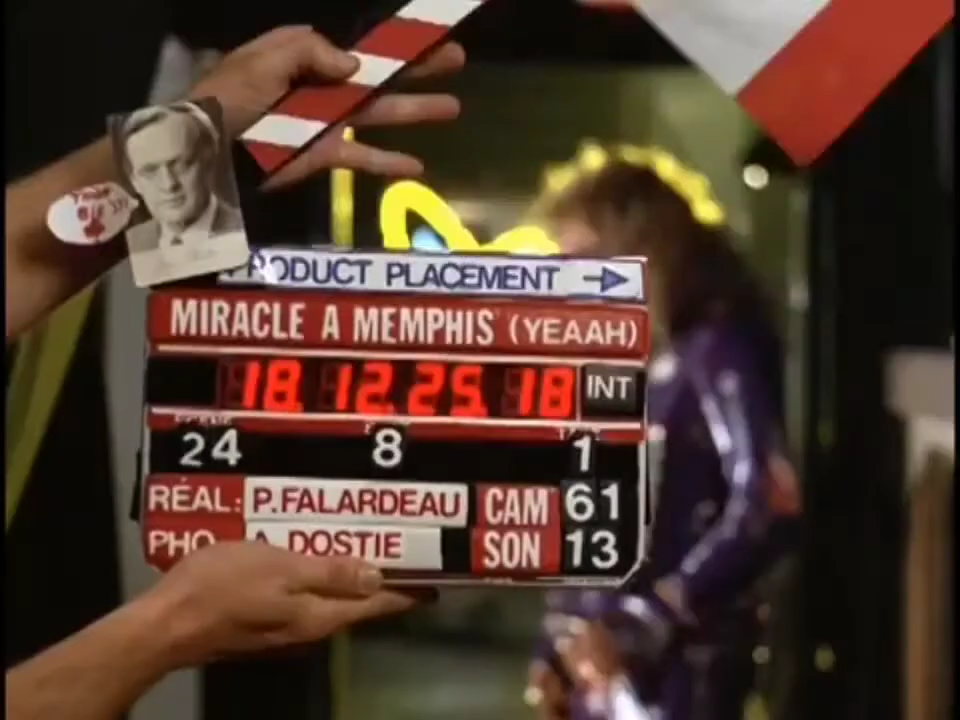 PRODUCT PLACEMENT
MIRACLE A MEMPHIS (YEAAH)
18. 12. 25. 18 INT
24 8 1
RÉAL: P.FALARDEAU CAM 61
PHO A. DOSTIE SON 13